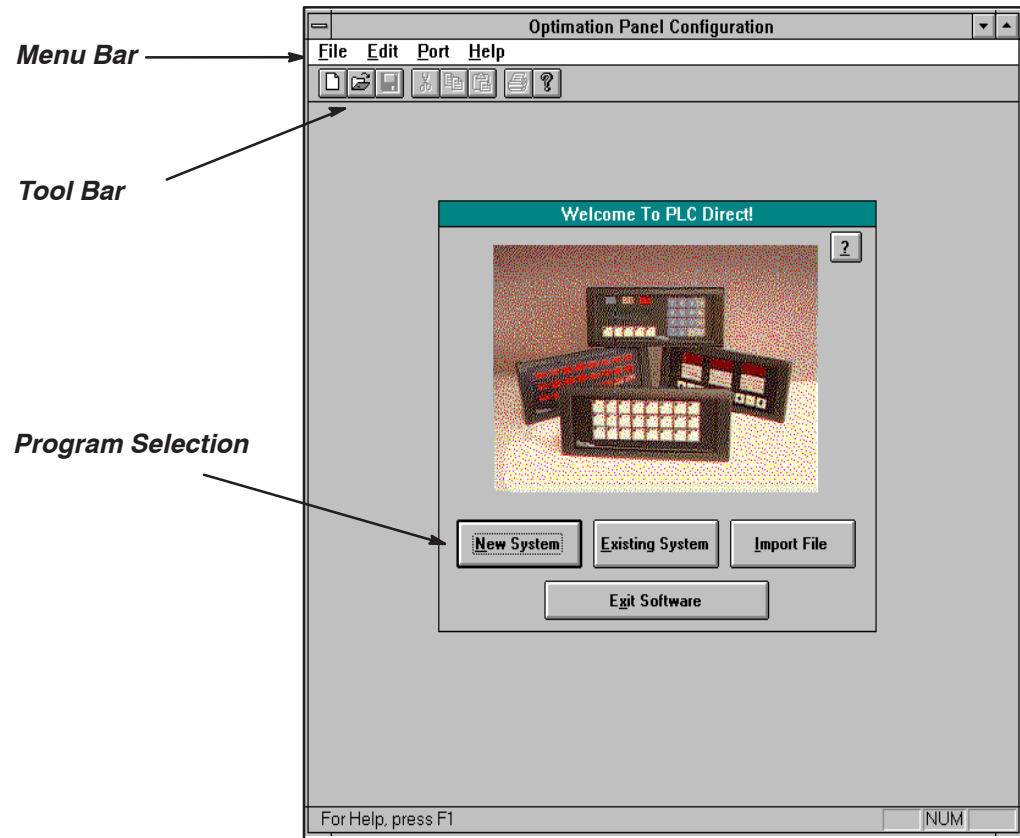 Optimation Panel Configuration
Menu Bar
File Edit Port Help
Tool Bar
Welcome To PLC Direct!
?
Program Selection
New System Existing System Import File
Exit Software
For Help, press F1 NUM